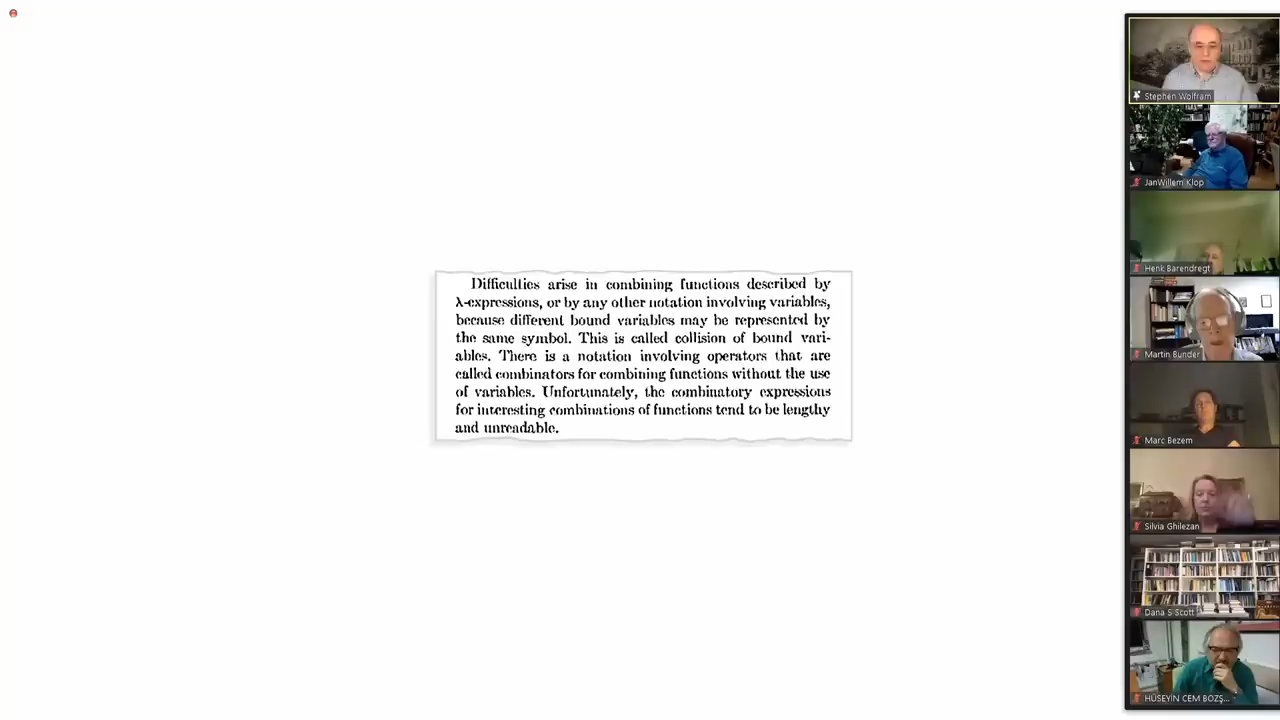 Difficulties arise in combining functions described by
λ-expressions, or by any other notation involving variables,
because different bound variables may be represented by
the same symbol. This is called collision of bound vari-
ables. There is a notation involving operators that are
called combinators for combining functions without the use
of variables. Unfortunately, the combinatory expressions
for interesting combinations of functions tend to be lengthy
and unreadable.
Stephen Wolfram
JanWillem Klop
Henk Barendregt
Martin Bunder
Marc Bezem
Silvia Ghilezan
Dana S Scott
HÜSEYİN CEM BOZŞ...